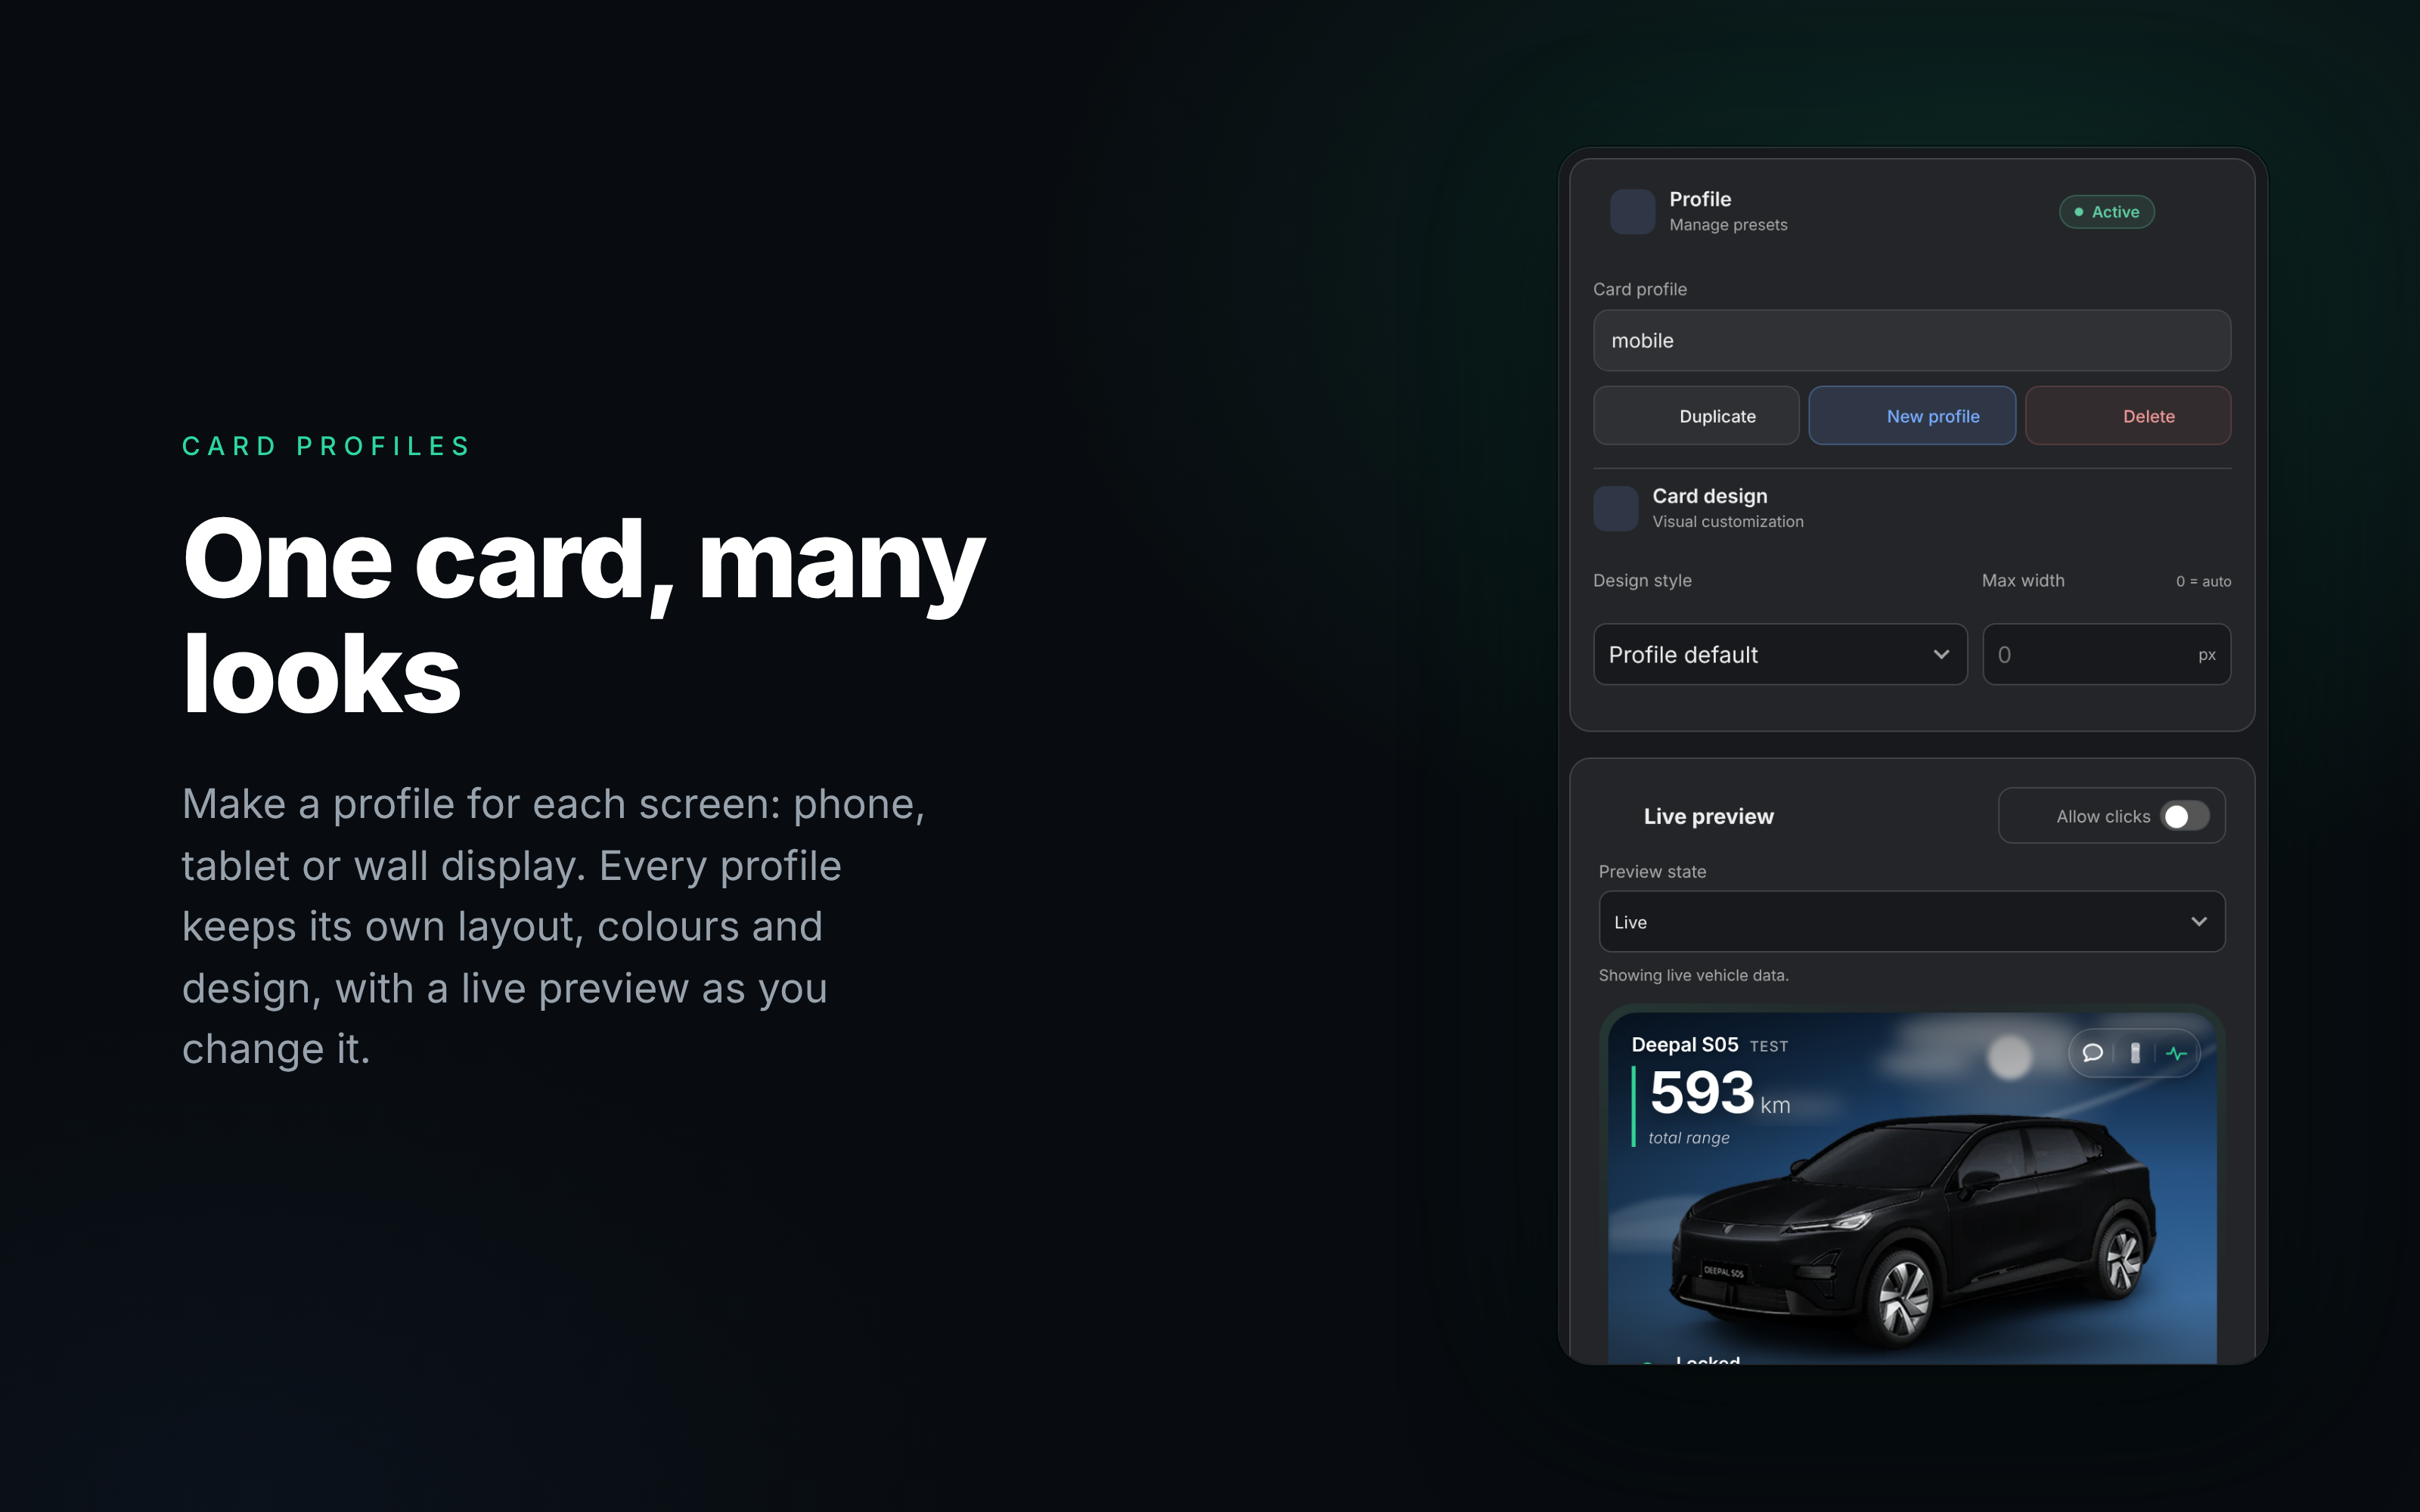 CARD PROFILES
One card, many
looks
Make a profile for each screen: phone,
tablet or wall display. Every profile
keeps its own layout, colours and
design, with a live preview as you
change it.
Profile
Manage presets
Active
Card profile
mobile
Duplicate
New profile
Delete
Card design
Visual customization
Design style
Max width
0 = auto
Profile default
0
px
Live preview
Allow clicks
Preview state
Live
Showing live vehicle data.
Deepal S05 TEST
593 km
total range
DEEPAL S05
Locked